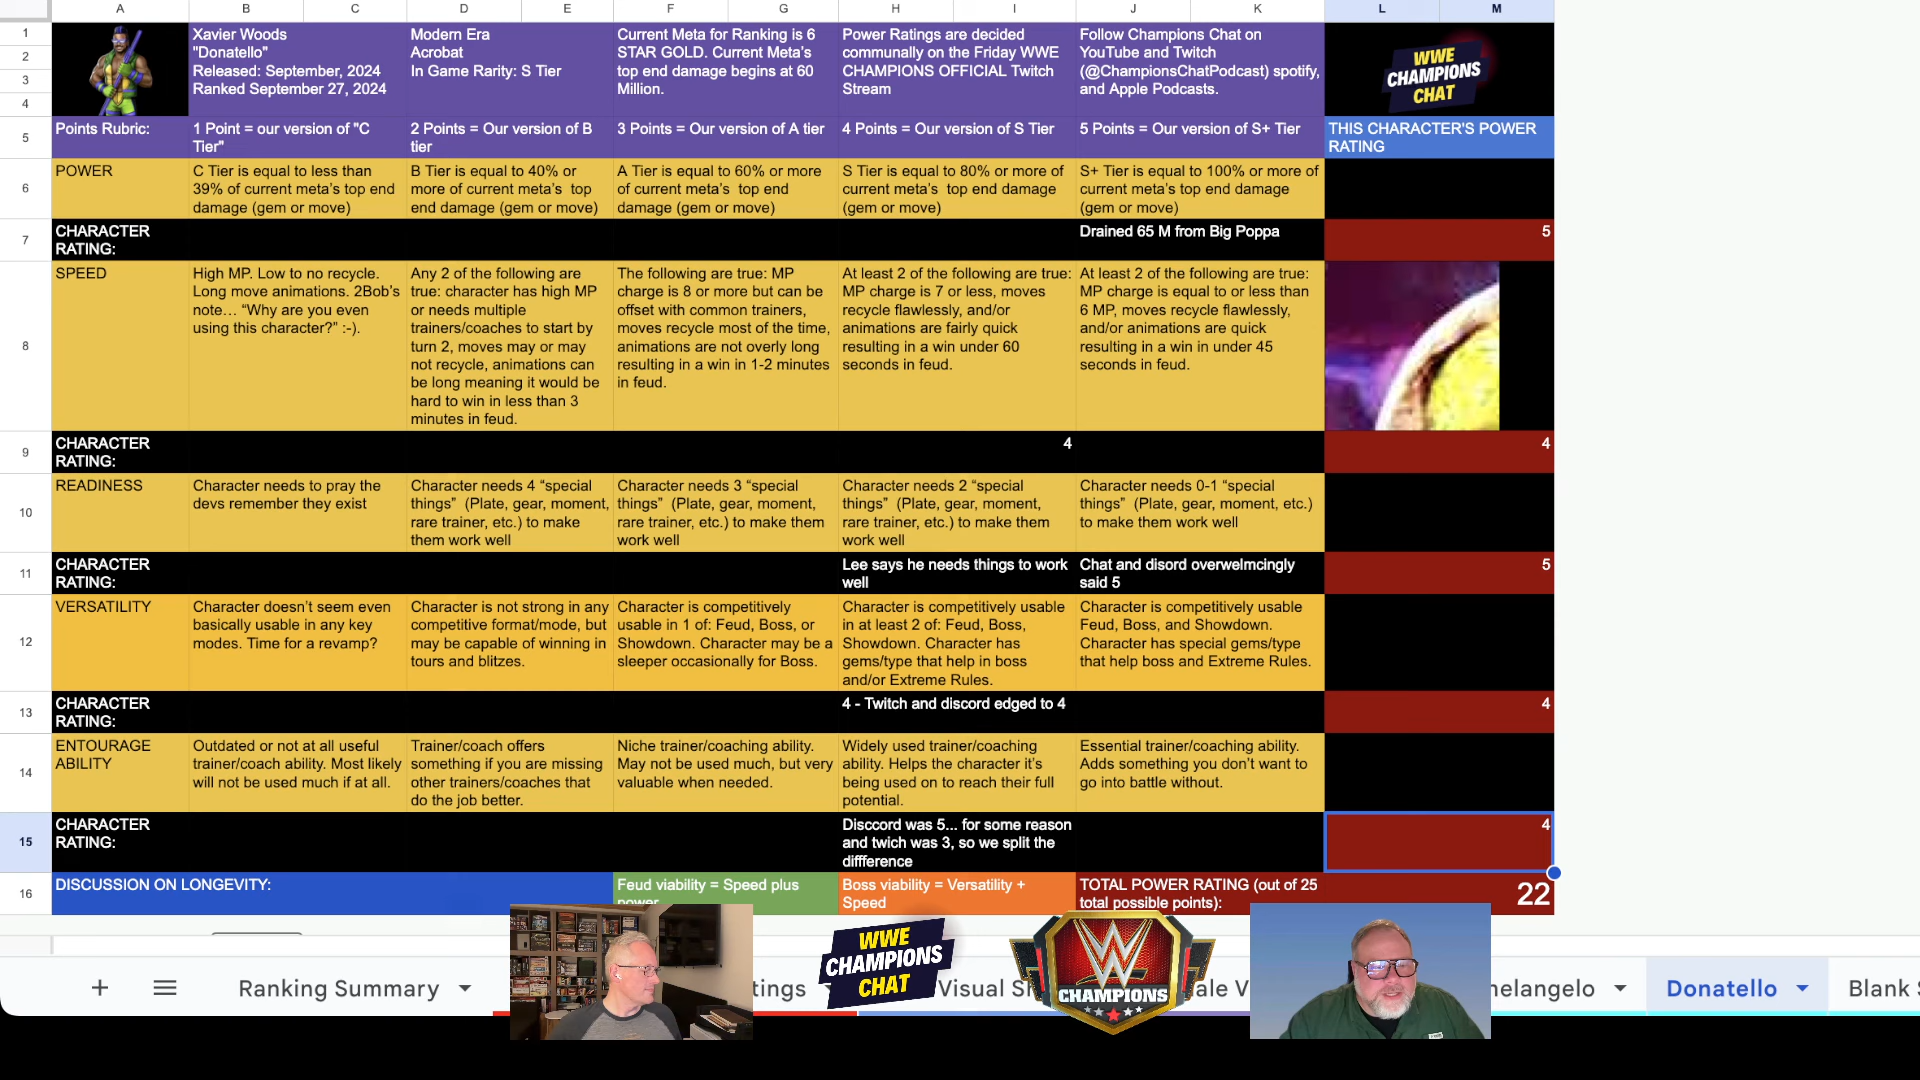 A B C D E F G H I J K L M
1
2
3
4
Xavier Woods
"Donatello"
Released: September, 2024
Ranked September 27, 2024
Modern Era
Acrobat
In Game Rarity: S Tier
Current Meta for Ranking is 6
STAR GOLD. Current Meta's
top end damage begins at 60
Million.
Power Ratings are decided
communally on the Friday WWE
CHAMPIONS OFFICIAL Twitch
Stream
Follow Champions Chat on
YouTube and Twitch
(@ChampionsChatPodcast) spotify,
and Apple Podcasts.
WWE
CHAMPIONS
CHAT
5
Points Rubric:
1 Point = our version of "C
Tier"
2 Points = Our version of B
tier
3 Points = Our version of A tier
4 Points = Our version of S Tier
5 Points = Our version of S+ Tier
THIS CHARACTER'S POWER
RATING
6
POWER
C Tier is equal to less than
39% of current meta's top end
damage (gem or move)
B Tier is equal to 40% or
more of current meta's top
end damage (gem or move)
A Tier is equal to 60% or more
of current meta's top end
damage (gem or move)
S Tier is equal to 80% or more of
current meta's top end damage
(gem or move)
S+ Tier is equal to 100% or more of
current meta's top end damage
(gem or move)
7
CHARACTER
RATING:
Drained 65 M from Big Poppa
5
8
SPEED
High MP. Low to no recycle.
Long move animations. 2Bob's
note… “Why are you even
using this character?” :-).
Any 2 of the following are
true: character has high MP
or needs multiple
trainers/coaches to start by
turn 2, moves may or may
not recycle, animations can
be long meaning it would be
hard to win in less than 3
minutes in feud.
The following are true: MP
charge is 8 or more but can be
offset with common trainers,
moves recycle most of the time,
animations are not overly long
resulting in a win in 1-2 minutes
in feud.
At least 2 of the following are true:
MP charge is 7 or less, moves
recycle flawlessly, and/or
animations are fairly quick
resulting in a win under 60
seconds in feud.
At least 2 of the following are true:
MP charge is equal to or less than
6 MP, moves recycle flawlessly,
and/or animations are quick
resulting in a win in under 45
seconds in feud.
9
CHARACTER
RATING:
4
4
10
READINESS
Character needs to pray the
devs remember they exist
Character needs 4 “special
things” (Plate, gear, moment,
rare trainer, etc.) to make
them work well
Character needs 3 “special
things” (Plate, gear, moment,
rare trainer, etc.) to make them
work well
Character needs 2 “special
things” (Plate, gear, moment,
rare trainer, etc.) to make them
work well
Character needs 0-1 “special
things” (Plate, gear, moment, etc.)
to make them work well
11
CHARACTER
RATING:
Lee says he needs things to work
well
Chat and disord overwelmcingly
said 5
5
12
VERSATILITY
Character doesn't seem even
basically usable in any key
modes. Time for a revamp?
Character is not strong in any
competitive format/mode, but
may be capable of winning in
tours and blitzes.
Character is competitively
usable in 1 of: Feud, Boss, or
Showdown. Character may be a
sleeper occasionally for Boss.
Character is competitively usable
in at least 2 of: Feud, Boss,
Showdown. Character has
gems/type that help in boss
and/or Extreme Rules.
Character is competitively usable
Feud, Boss, and Showdown.
Character has special gems/type
that help boss and Extreme Rules.
13
CHARACTER
RATING:
4 - Twitch and discord edged to 4
4
14
ENTOURAGE
ABILITY
Outdated or not at all useful
trainer/coach ability. Most likely
will not be used much if at all.
Trainer/coach offers
something if you are missing
other trainers/coaches that
do the job better.
Niche trainer/coaching ability.
May not be used much, but very
valuable when needed.
Widely used trainer/coaching
ability. Helps the character it's
being used on to reach their full
potential.
Essential trainer/coaching ability.
Adds something you don't want to
go into battle without.
15
CHARACTER
RATING:
Disccord was 5... for some reason
and twich was 3, so we split the
diffference
4
16
DISCUSSION ON LONGEVITY:
Feud viability = Speed plus
power
Boss viability = Versatility +
Speed
TOTAL POWER RATING (out of 25
total possible points):
22
Ranking Summary
tings
WWE
CHAMPIONS
CHAT
Visual S
CHAMPIONS
ale V
nelangelo
Donatello
Blank S